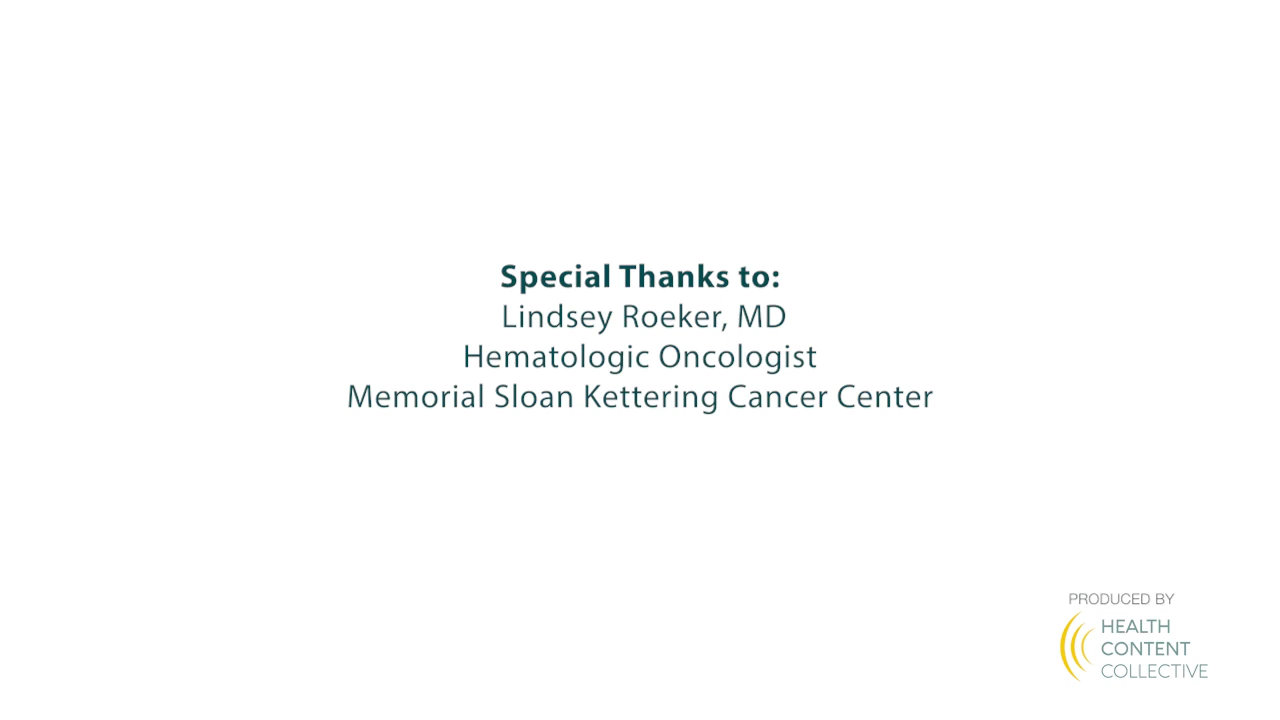 Special Thanks to:
Lindsey Roeker, MD
Hematologic Oncologist
Memorial Sloan Kettering Cancer Center
PRODUCED BY
HEALTH
CONTENT
COLLECTIVE